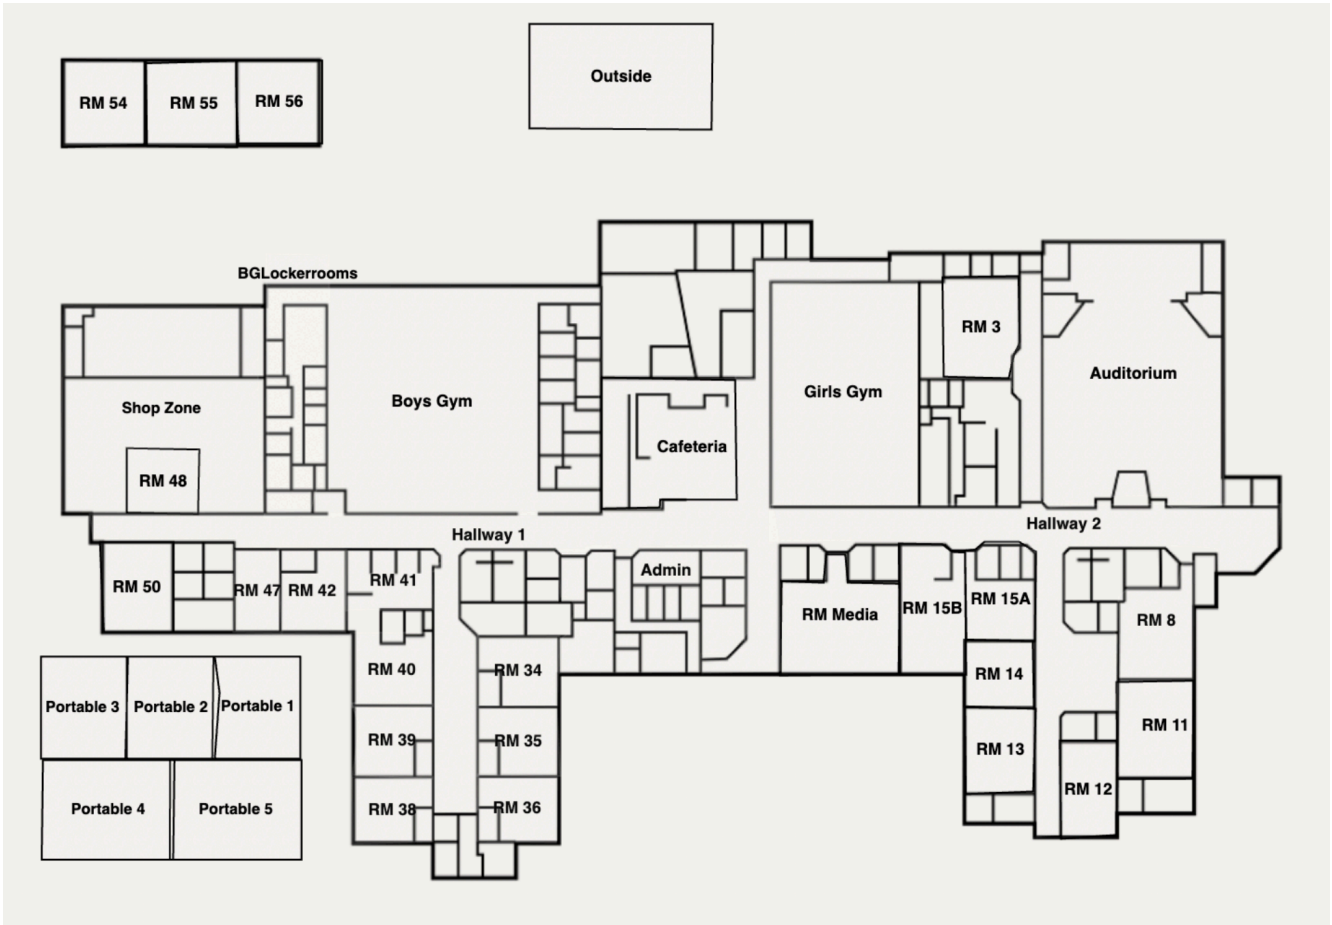 Outside
RM 54
RM 55
RM 56
BGLockerrooms
RM 3
Auditorium
Shop Zone
Boys Gym
Girls Gym
Cafeteria
RM 48
Hallway 1
Hallway 2
RM 50
RM 47
RM 42
RM 41
Admin
RM Media
RM 15B
RM 15A
RM 8
RM 40
RM 34
RM 14
Portable 3
Portable 2
Portable 1
RM 39
RM 35
RM 13
RM 11
Portable 4
Portable 5
RM 38
RM 36
RM 12